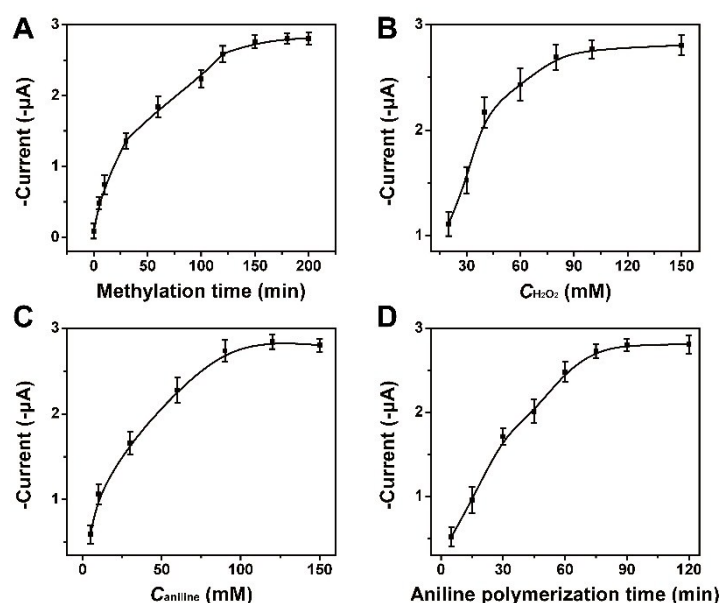 A
-Current (-μA)
3
2
1
0
0 50 100 150 200
Methylation time (min)
B
-Current (-μA)
3
2
1
30 60 90 120 150
CH₂O₂ (mM)
C
-Current (-μA)
3
2
1
0 50 100 150
Caniline (mM)
D
-Current (-μA)
3
2
1
0 30 60 90 120
Aniline polymerization time (min)